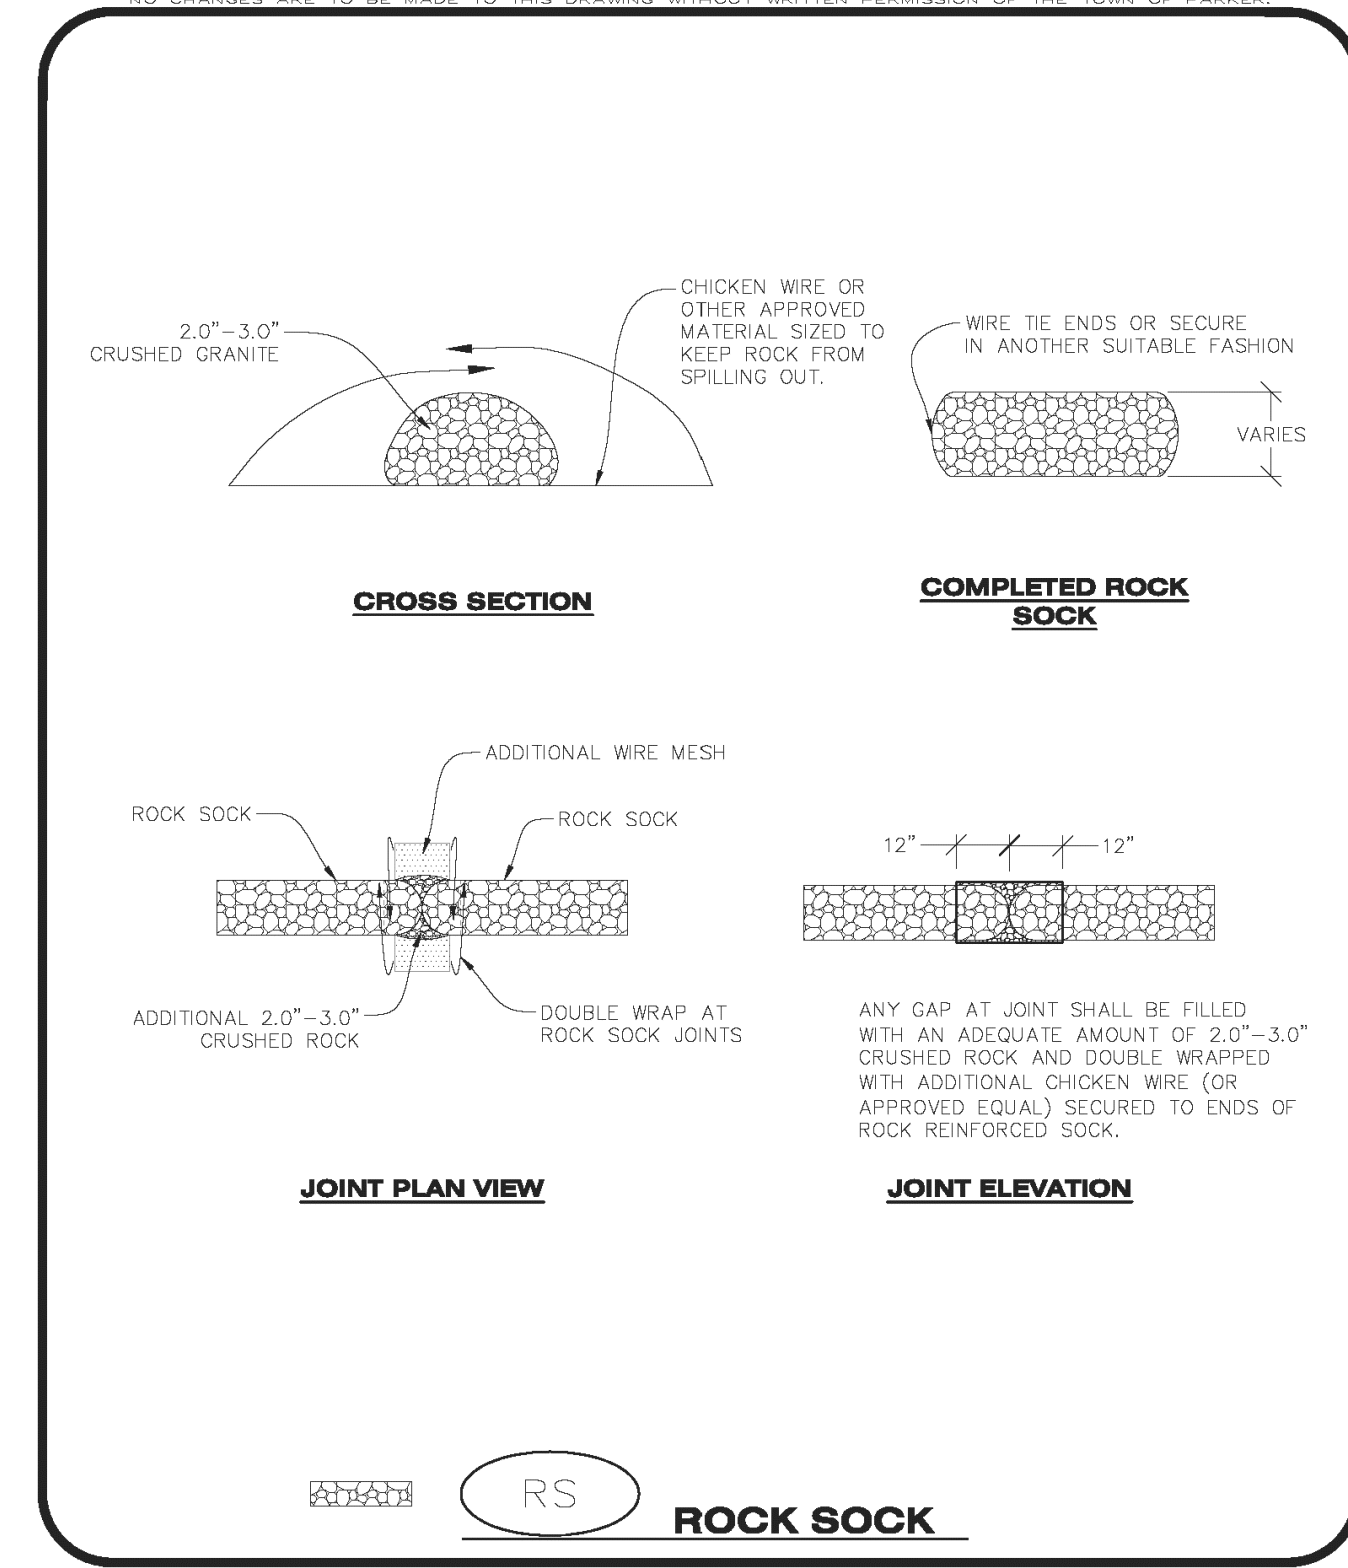 NO CHANGES ARE TO BE MADE TO THIS DRAWING WITHOUT WRITTEN PERMISSION OF THE TOWN OF PARKER.
2.0"-3.0"
CRUSHED GRANITE
CHICKEN WIRE OR
OTHER APPROVED
MATERIAL SIZED TO
KEEP ROCK FROM
SPILLING OUT.
CROSS SECTION
WIRE TIE ENDS OR SECURE
IN ANOTHER SUITABLE FASHION
VARIES
COMPLETED ROCK
SOCK
ADDITIONAL WIRE MESH
ROCK SOCK
ROCK SOCK
ADDITIONAL 2.0"-3.0"
CRUSHED ROCK
DOUBLE WRAP AT
ROCK SOCK JOINTS
JOINT PLAN VIEW
12"
12"
ANY GAP AT JOINT SHALL BE FILLED
WITH AN ADEQUATE AMOUNT OF 2.0"-3.0"
CRUSHED ROCK AND DOUBLE WRAPPED
WITH ADDITIONAL CHICKEN WIRE (OR
APPROVED EQUAL) SECURED TO ENDS OF
ROCK REINFORCED SOCK.
JOINT ELEVATION
RS
ROCK SOCK